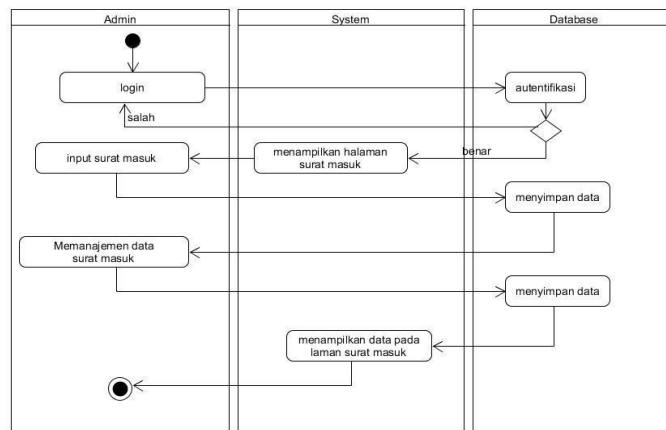 Admin
System
Database
login
autentifikasi
salah
benar
input surat masuk
menampilkan halaman
surat masuk
menyimpan data
Memanajemen data
surat masuk
menyimpan data
menampilkan data pada
laman surat masuk